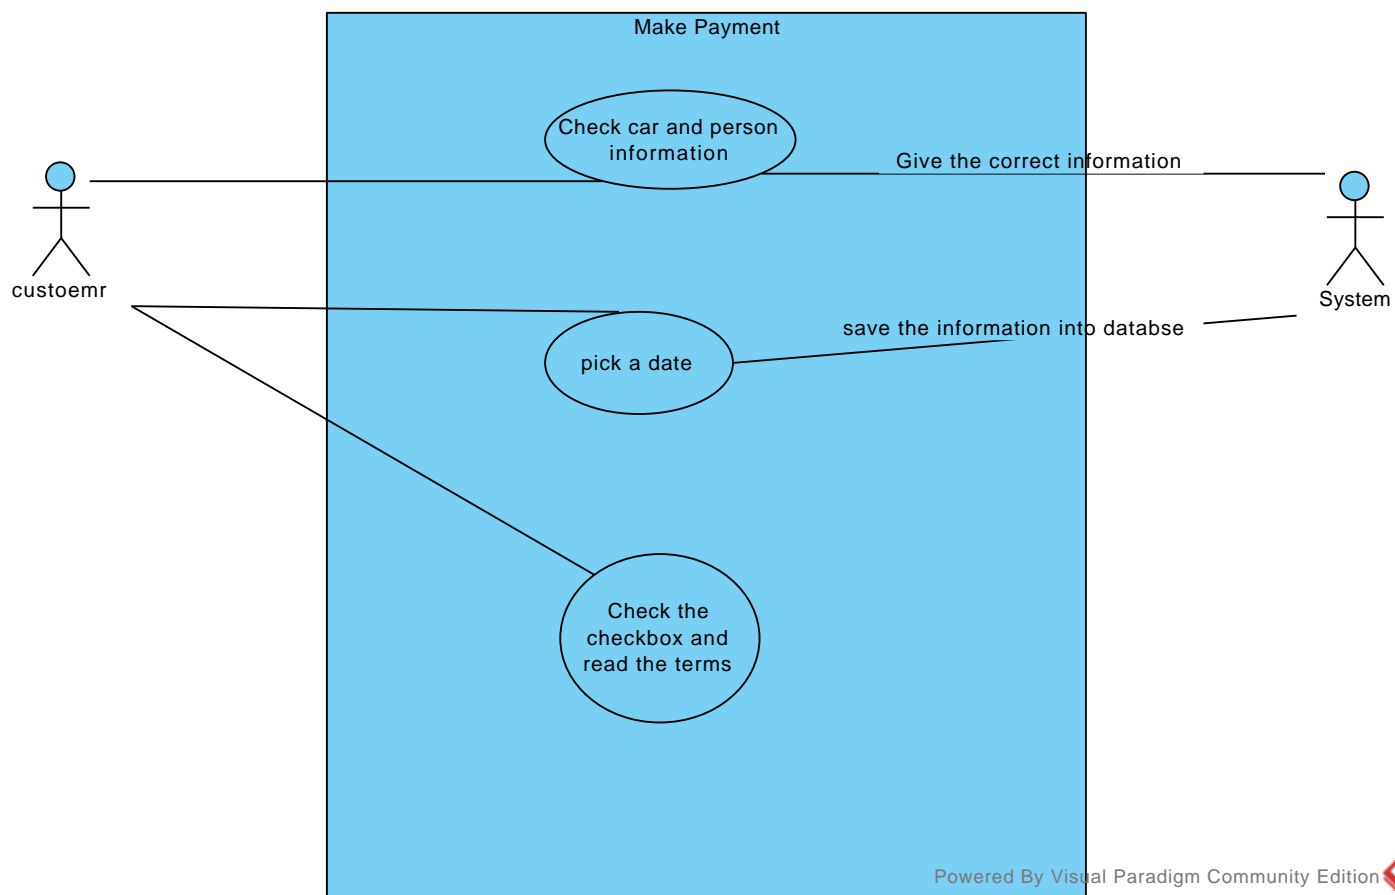 Make Payment
Check car and person
information
Give the correct information
custoemr
System
save the information into databse
pick a date
Check the
checkbox and
read the terms
Powered By Visual Paradigm Community Edition